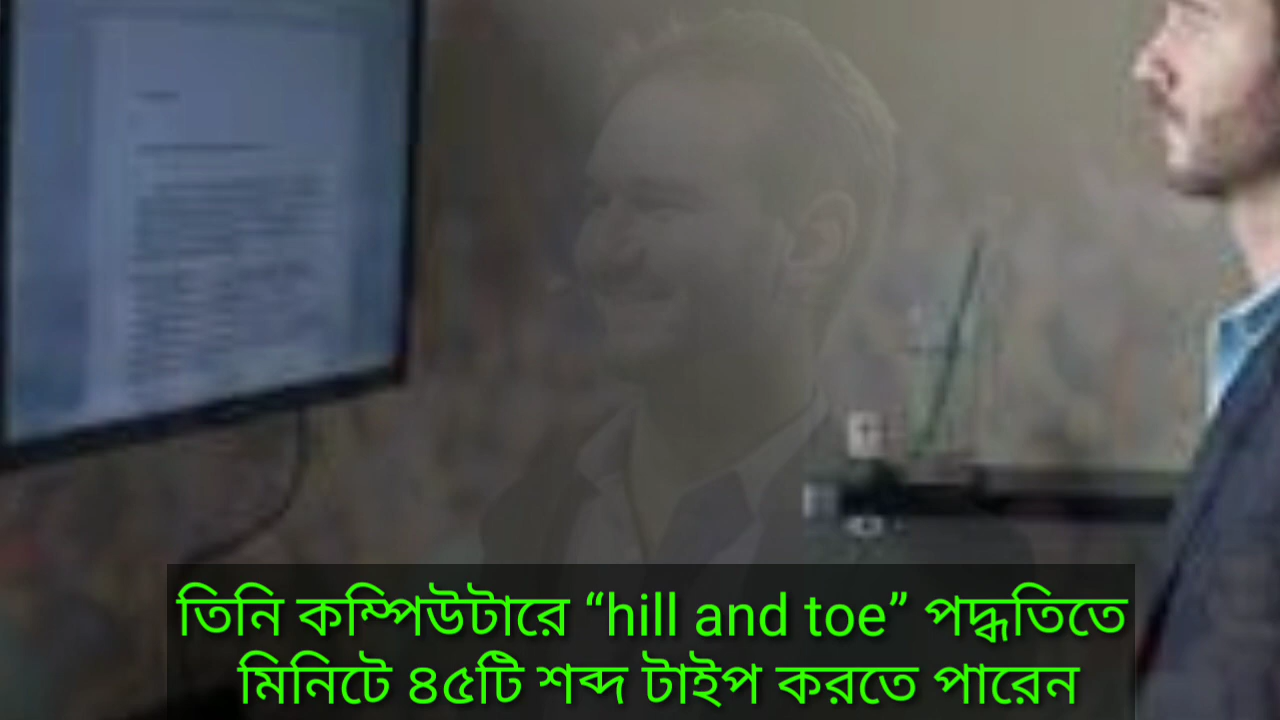 তিনি কম্পিউটারে “hill and toe” পদ্ধতিতে
মিনিটে ৪৫টি শব্দ টাইপ করতে পারেন